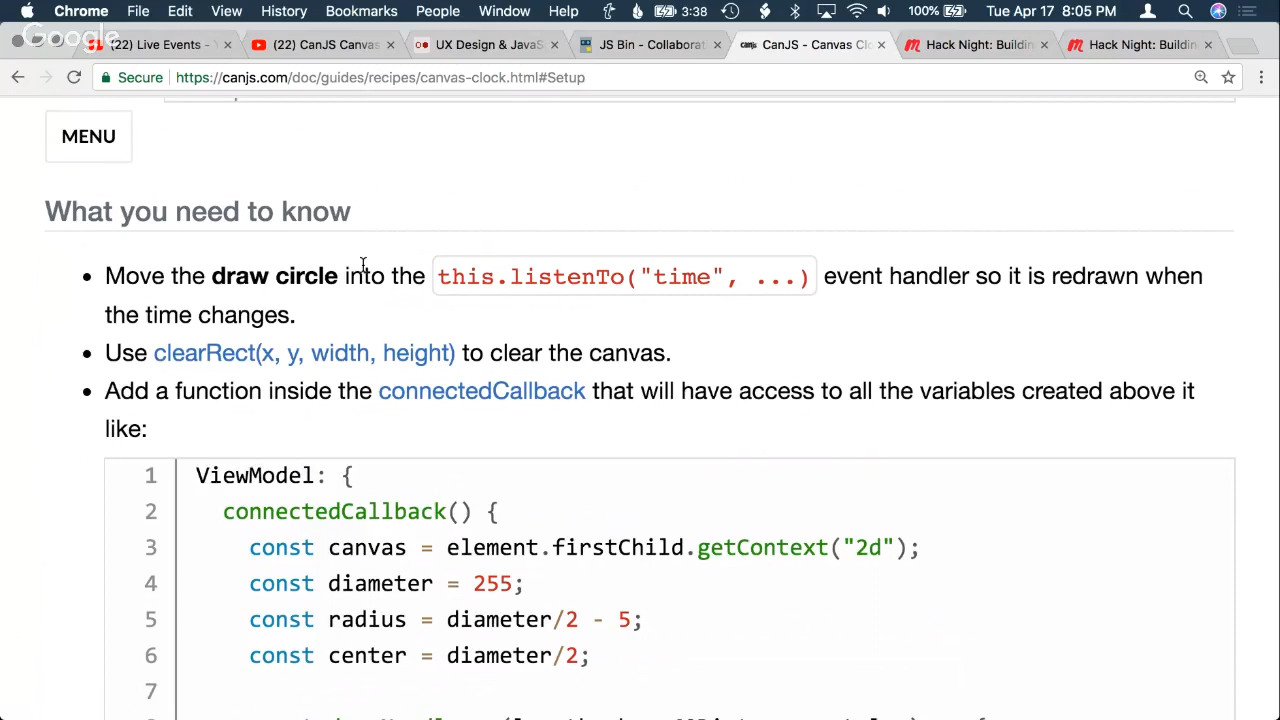 Chrome File Edit View History Bookmarks People Window Help 3:38 100% Tue Apr 17 8:05 PM
Google
(22) Live Events - Y (22) CanJS Canvas UX Design & JavaS JS Bin - Collaborat CanJS - Canvas Clo Hack Night: Buildin Hack Night: Buildin
Secure https://canjs.com/doc/guides/recipes/canvas-clock.html#Setup
MENU
What you need to know
• Move the draw circle into the this.listenTo("time", ...) event handler so it is redrawn when
the time changes.
• Use clearRect(x, y, width, height) to clear the canvas.
• Add a function inside the connectedCallback that will have access to all the variables created above it
like:
1 ViewModel: {
2 connectedCallback() {
3 const canvas = element.firstChild.getContext("2d");
4 const diameter = 255;
5 const radius = diameter/2 - 5;
6 const center = diameter/2;
7